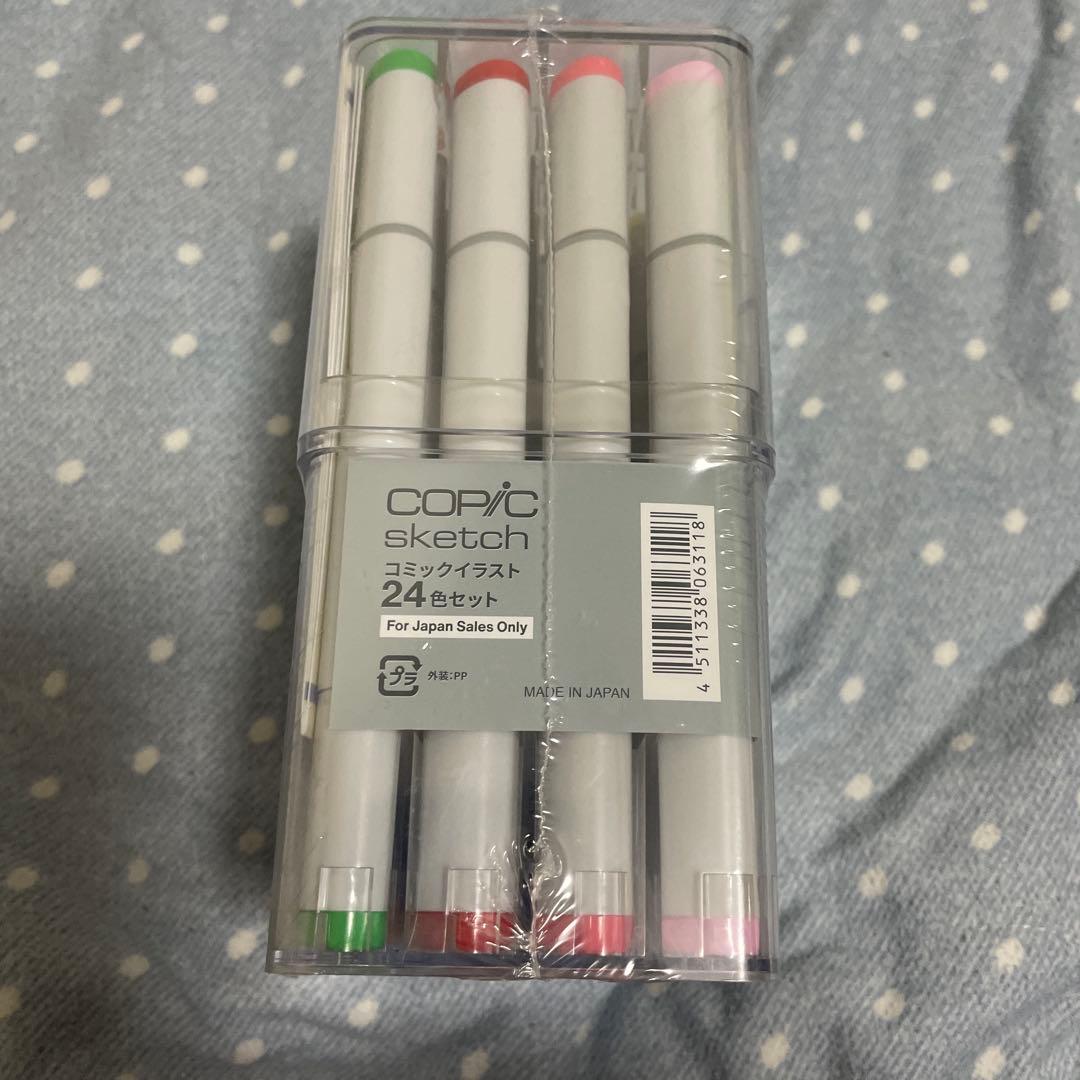 COPIC
sketch
コミックイラスト
24色セット
For Japan Sales Only
プラ 外装:PP
MADE IN JAPAN
4 511338 063118